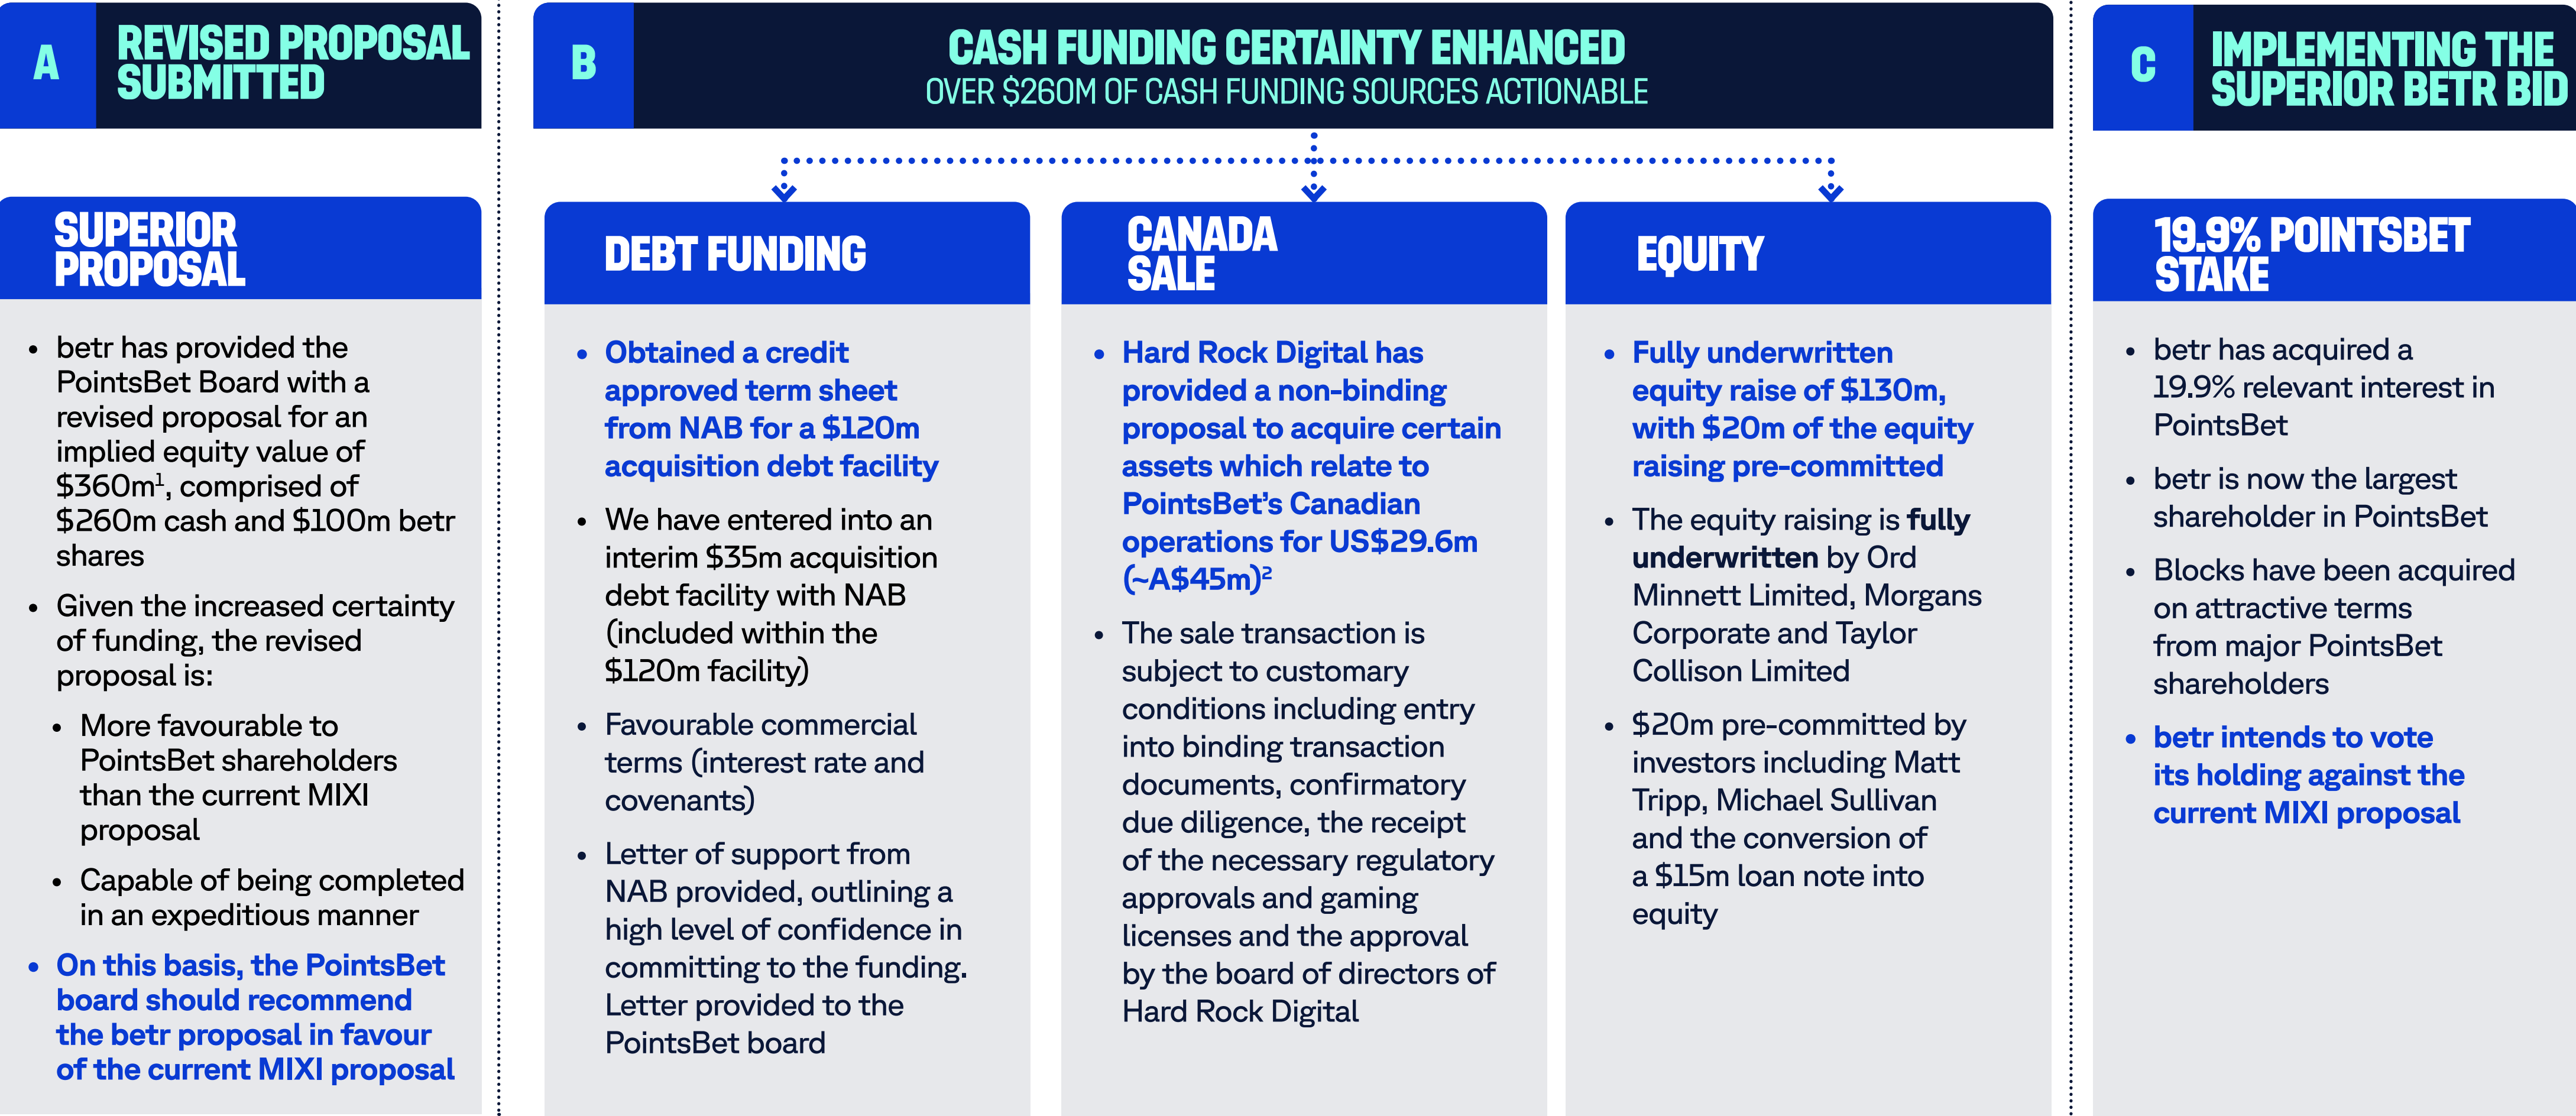 A
REVISED PROPOSAL
SUBMITTED
SUPERIOR
PROPOSAL
• betr has provided the
PointsBet Board with a
revised proposal for an
implied equity value of
$360m¹, comprised of
$260m cash and $100m betr
shares
• Given the increased certainty
of funding, the revised
proposal is:
• More favourable to
PointsBet shareholders
than the current MIXI
proposal
• Capable of being completed
in an expeditious manner
• On this basis, the PointsBet
board should recommend
the betr proposal in favour
of the current MIXI proposal
B
CASH FUNDING CERTAINTY ENHANCED
OVER $260M OF CASH FUNDING SOURCES ACTIONABLE
DEBT FUNDING
• Obtained a credit
approved term sheet
from NAB for a $120m
acquisition debt facility
• We have entered into an
interim $35m acquisition
debt facility with NAB
(included within the
$120m facility)
• Favourable commercial
terms (interest rate and
covenants)
• Letter of support from
NAB provided, outlining a
high level of confidence in
committing to the funding.
Letter provided to the
PointsBet board
CANADA
SALE
• Hard Rock Digital has
provided a non-binding
proposal to acquire certain
assets which relate to
PointsBet’s Canadian
operations for US$29.6m
(~A$45m)²
• The sale transaction is
subject to customary
conditions including entry
into binding transaction
documents, confirmatory
due diligence, the receipt
of the necessary regulatory
approvals and gaming
licenses and the approval
by the board of directors of
Hard Rock Digital
EQUITY
• Fully underwritten
equity raise of $130m,
with $20m of the equity
raising pre-committed
• The equity raising is fully
underwritten by Ord
Minnett Limited, Morgans
Corporate and Taylor
Collison Limited
• $20m pre-committed by
investors including Matt
Tripp, Michael Sullivan
and the conversion of
a $15m loan note into
equity
C
IMPLEMENTING THE
SUPERIOR BETR BID
19.9% POINTSBET
STAKE
• betr has acquired a
19.9% relevant interest in
PointsBet
• betr is now the largest
shareholder in PointsBet
• Blocks have been acquired
on attractive terms
from major PointsBet
shareholders
• betr intends to vote
its holding against the
current MIXI proposal